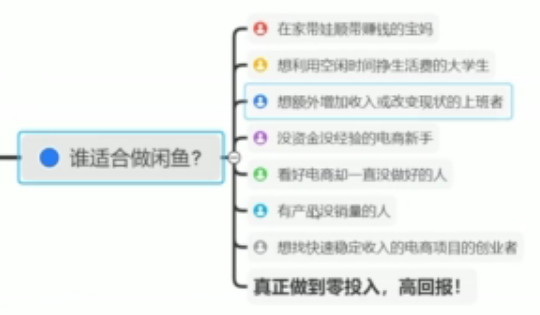 在家带娃顺带赚钱的宝妈
想利用空闲时间挣生活费的大学生
想额外增加收入或改变现状的上班者
谁适合做闲鱼?
没资金没经验的电商新手
看好电商却一直没做好的人
有产品没销量的人
想找快速稳定收入的电商项目的创业者
真正做到零投入，高回报!